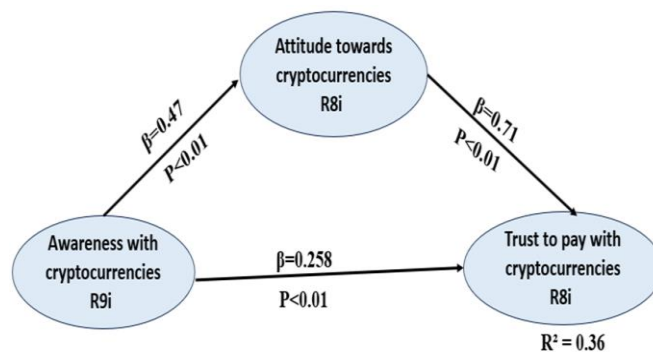 Attitude towards
cryptocurrencies
R8i
β=0.47
P<0.01
β=0.71
P<0.01
Awareness with
cryptocurrencies
R9i
β=0.258
P<0.01
Trust to pay with
cryptocurrencies
R8i
R² = 0.36